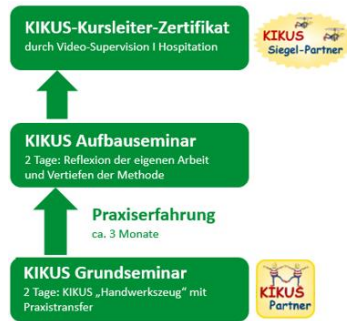 KIKUS-Kursleiter-Zertifikat
durch Video-Supervision I Hospitation
KIKUS
Siegel-Partner
KIKUS Aufbauseminar
2 Tage: Reflexion der eigenen Arbeit
und Vertiefen der Methode
Praxiserfahrung
ca. 3 Monate
KIKUS Grundseminar
2 Tage: KIKUS „Handwerkszeug" mit
Praxistransfer
KIKUS
Partner